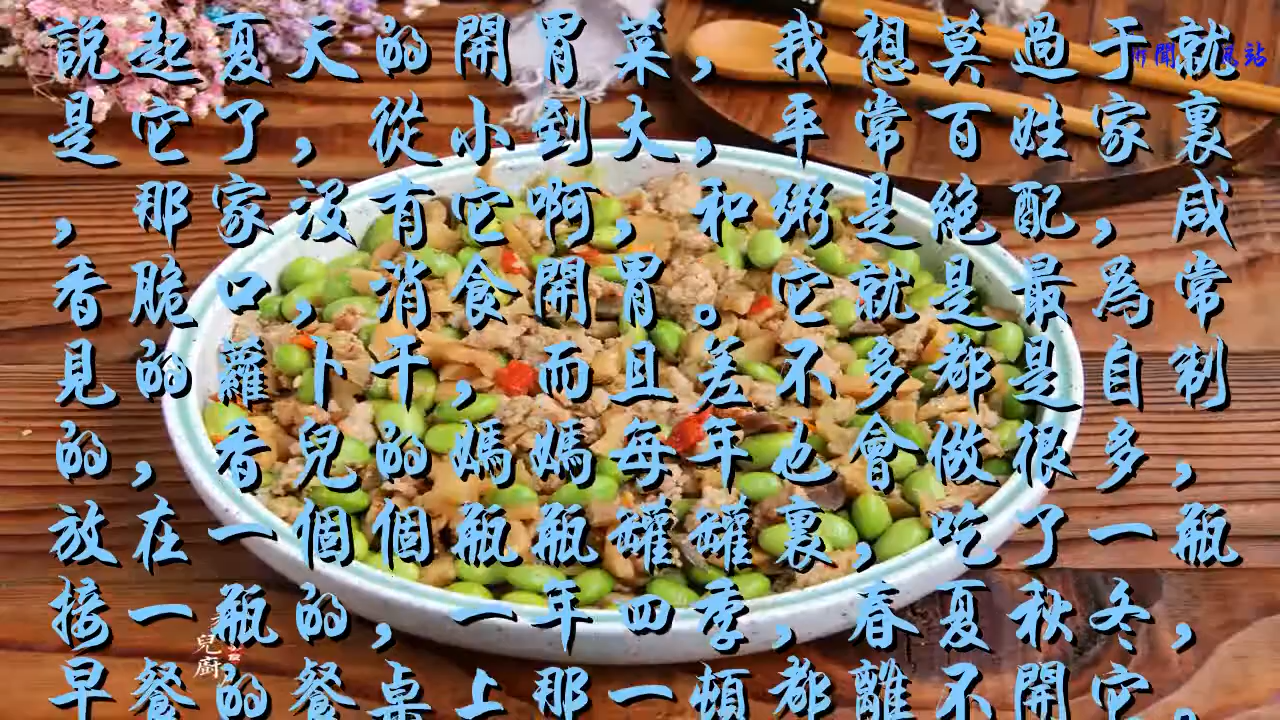 説起夏天的開胃菜，我想莫過于就
是它了，從小到大，平常百姓家裏
，那家没有它啊，和粥是絶配，咸
香脆口，消食開胃。它就是最爲常
見的蘿卜干，而且差不多都是自制
的，香兒的媽媽每年也會做很多，
放在一個個瓶瓶罐罐裏，吃了一瓶
接一瓶的，一年四季，春夏秋冬，
早餐的餐桌上那一頓都離不開它，
兒廚